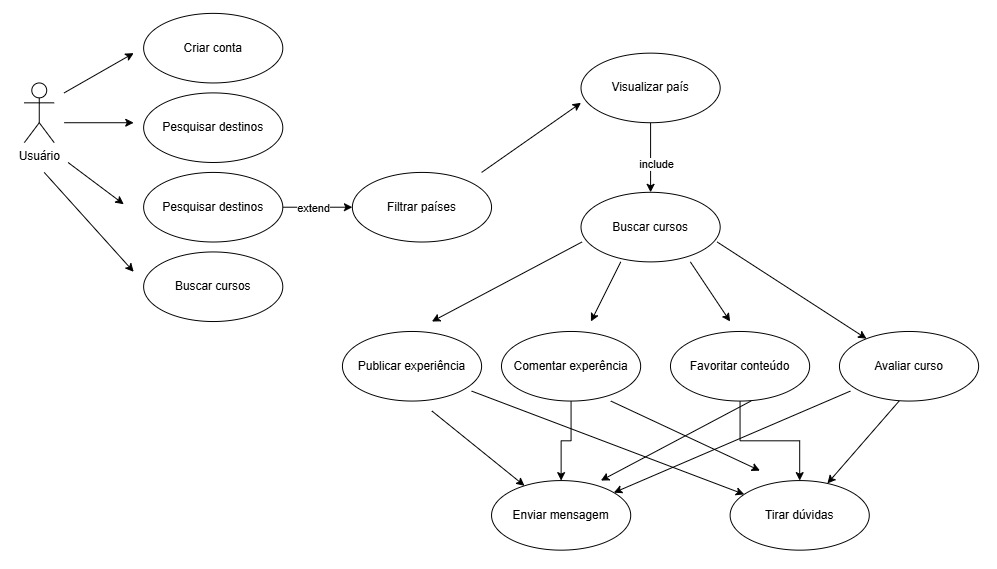 Criar conta
Usuário
Pesquisar destinos
Pesquisar destinos
extend
Filtrar países
Buscar cursos
Visualizar país
include
Buscar cursos
Publicar experiência
Comentar experência
Favoritar conteúdo
Avaliar curso
Enviar mensagem
Tirar dúvidas